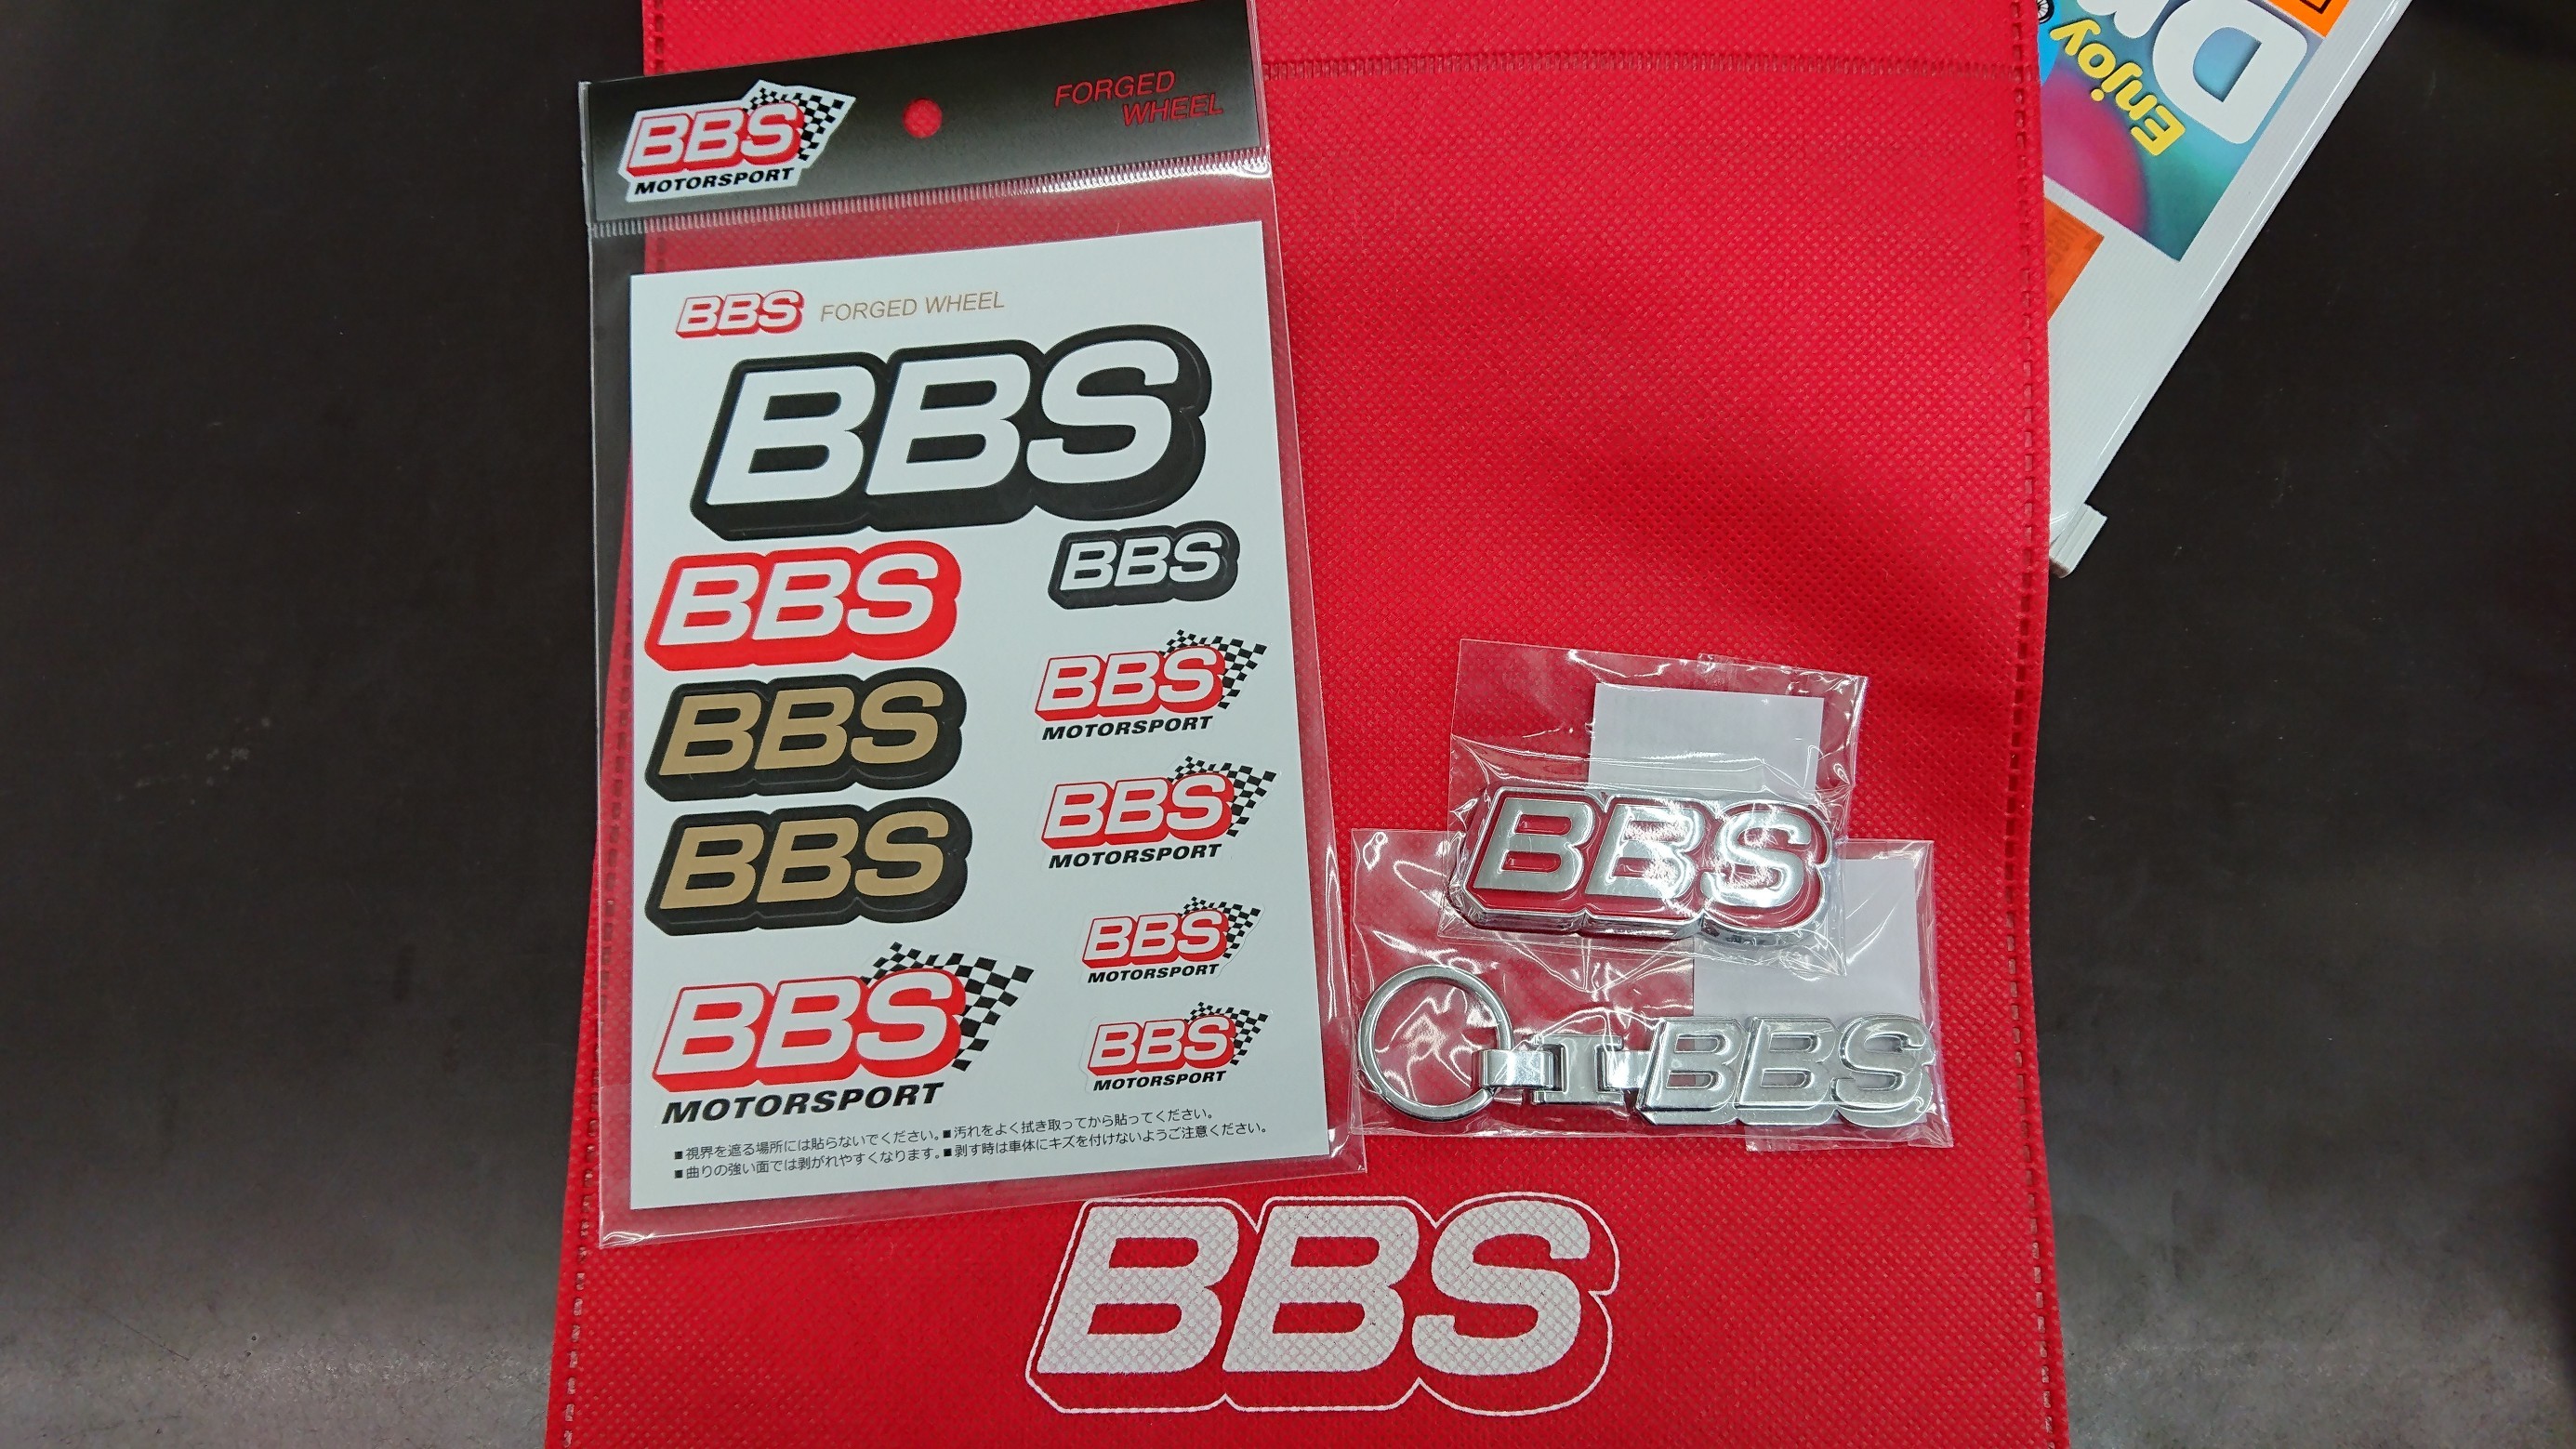 BBS
MOTORSPORT
FORGED
WHEEL
BBS FORGED WHEEL
BBS
BBS
BBS
BBS
BBS
BBS
MOTORSPORT
BBS
MOTORSPORT
BBS
MOTORSPORT
BBS
MOTORSPORT
BBS
MOTORSPORT
■視界を遮る場所には貼らないでください。■汚れをよく拭き取ってから貼ってください。
■曲りの強い面では剥がれやすくなります。■剥す時は車体にキズを付けないようご注意ください。
BBS
BBS
BBS
Enjoy